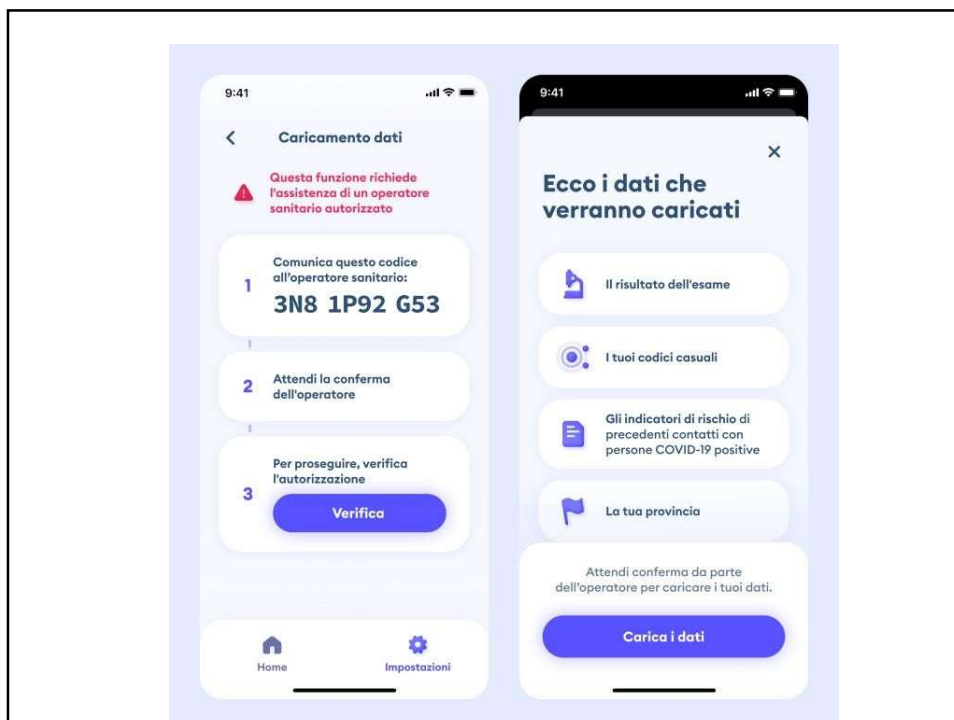 9:41
Caricamento dati
Questa funzione richiede
l'assistenza di un operatore
sanitario autorizzato
1
Comunica questo codice
all'operatore sanitario:
3N8 1P92 G53
2
Attendi la conferma
dell'operatore
3
Per proseguire, verifica
l'autorizzazione
Verifica
Home
Impostazioni
9:41
Ecco i dati che
verranno caricati
Il risultato dell'esame
I tuoi codici casuali
Gli indicatori di rischio di
precedenti contatti con
persone COVID-19 positive
La tua provincia
Attendi conferma da parte
dell'operatore per caricare i tuoi dati.
Carica i dati